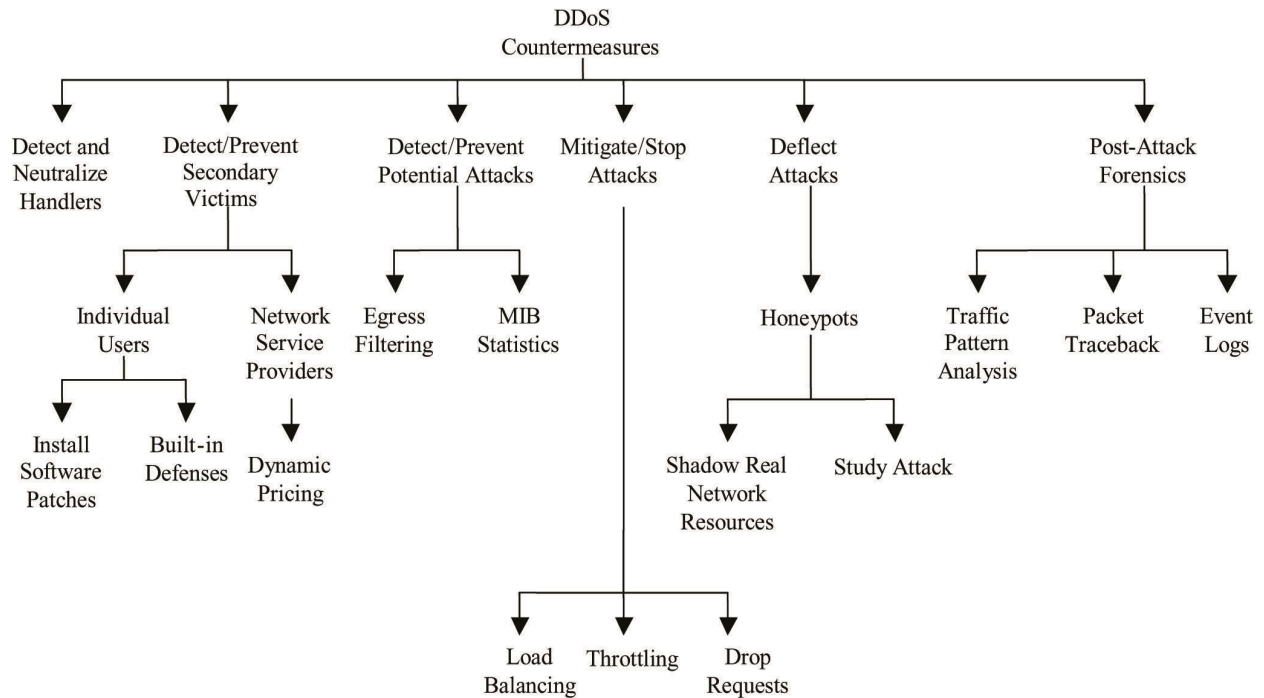 DDoS
Countermeasures
Detect and
Neutralize
Handlers
Detect/Prevent
Secondary
Victims
Detect/Prevent
Potential Attacks
Mitigate/Stop
Attacks
Deflect
Attacks
Post-Attack
Forensics
Individual
Users
Network
Service
Providers
Egress
Filtering
MIB
Statistics
Honeypots
Traffic
Pattern
Analysis
Packet
Traceback
Event
Logs
Install
Software
Patches
Built-in
Defenses
Dynamic
Pricing
Shadow Real
Network
Resources
Study Attack
Load
Balancing
Throttling
Drop
Requests